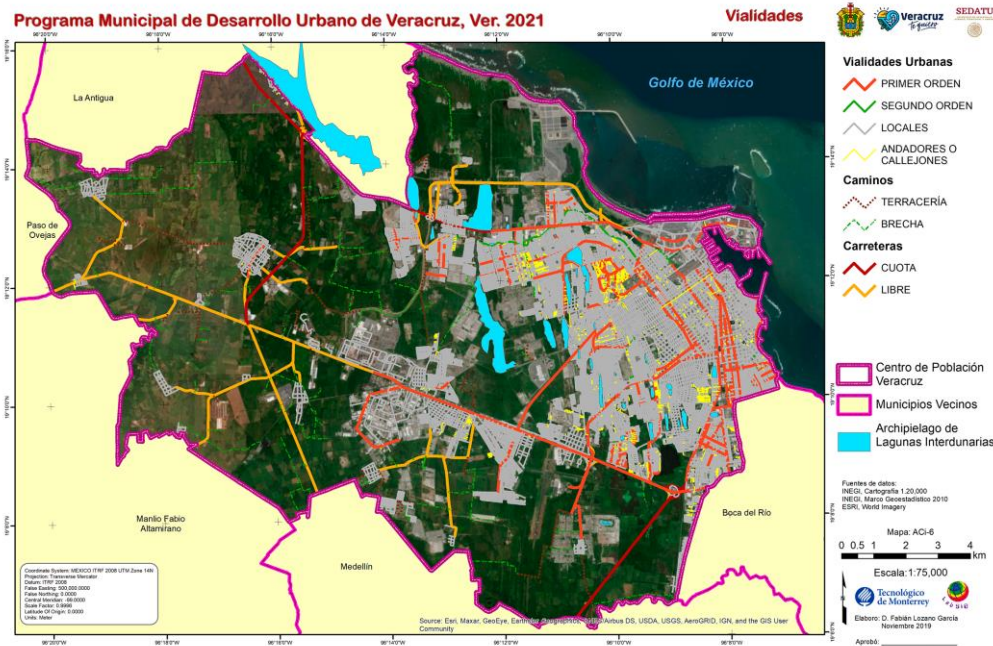 Programa Municipal de Desarrollo Urbano de Veracruz, Ver. 2021
Vialidades
Veracruz
SEDATU
La Antigua
Golfo de México
Paso de
Ovejas
Manlio Fabio
Altamirano
Medellín
Boca del Río
Vialidades Urbanas
PRIMER ORDEN
SEGUNDO ORDEN
LOCALES
ANDADORES O
CALLEJONES
Caminos
TERRACERÍA
BRECHA
Carreteras
CUOTA
LIBRE
Centro de Población
Veracruz
Municipios Vecinos
Archipielago de
Lagunas Interdunarias
Fuentes de datos:
INEGI, Cartografía 1:20,000
INEGI, Marco Geoestadístico 2010
ESRI, World Imagery
Mapa: ACi-6
0 0.5 1 2 3 4
km
Escala:1:75,000
Tecnológico
de Monterrey
Elaboro: D. Fabián Lozano García
Noviembre 2019
Aprobó:
Coordinate System: MEXICO ITRF 2008 UTM Zone 14N
Projection: Transverse Mercator
Datum: ITRF 2008
False Easting: 500,000.0000
False Northing: 0.0000
Central Meridian: -99.0000
Scale Factor: 0.9996
Latitude Of Origin: 0.0000
Units: Meter
Source: Esri, Maxar, GeoEye, Earthstar Geographics, CNES/Airbus DS, USDA, USGS, AeroGRID, IGN, and the GIS User
Community